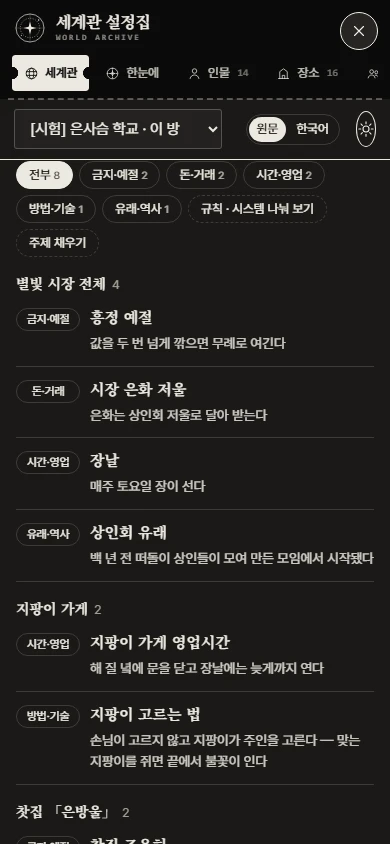 세계관 설정집
WORLD ARCHIVE
세계관 한눈에 인물 14 장소 16
[시험] 은사슴 학교 · 이 방 원문 한국어
전부 8 금지·예절 2 돈·거래 2 시간·영업 2
방법·기술 1 유래·역사 1 규칙 · 시스템 나눠 보기
주제 채우기
별빛 시장 전체 4
금지·예절 흥정 예절
값을 두 번 넘게 깎으면 무례로 여긴다
돈·거래 시장 은화 저울
은화는 상인회 저울로 달아 받는다
시간·영업 장날
매주 토요일 장이 선다
유래·역사 상인회 유래
백 년 전 떠돌이 상인들이 모여 만든 모임에서 시작됐다
지팡이 가게 2
시간·영업 지팡이 가게 영업시간
해 질 녘에 문을 닫고 장날에는 늦게까지 연다
방법·기술 지팡이 고르는 법
손님이 고르지 않고 지팡이가 주인을 고른다 — 맞는
지팡이를 쥐면 끝에서 불꽃이 인다
찻집 「은방울」 2